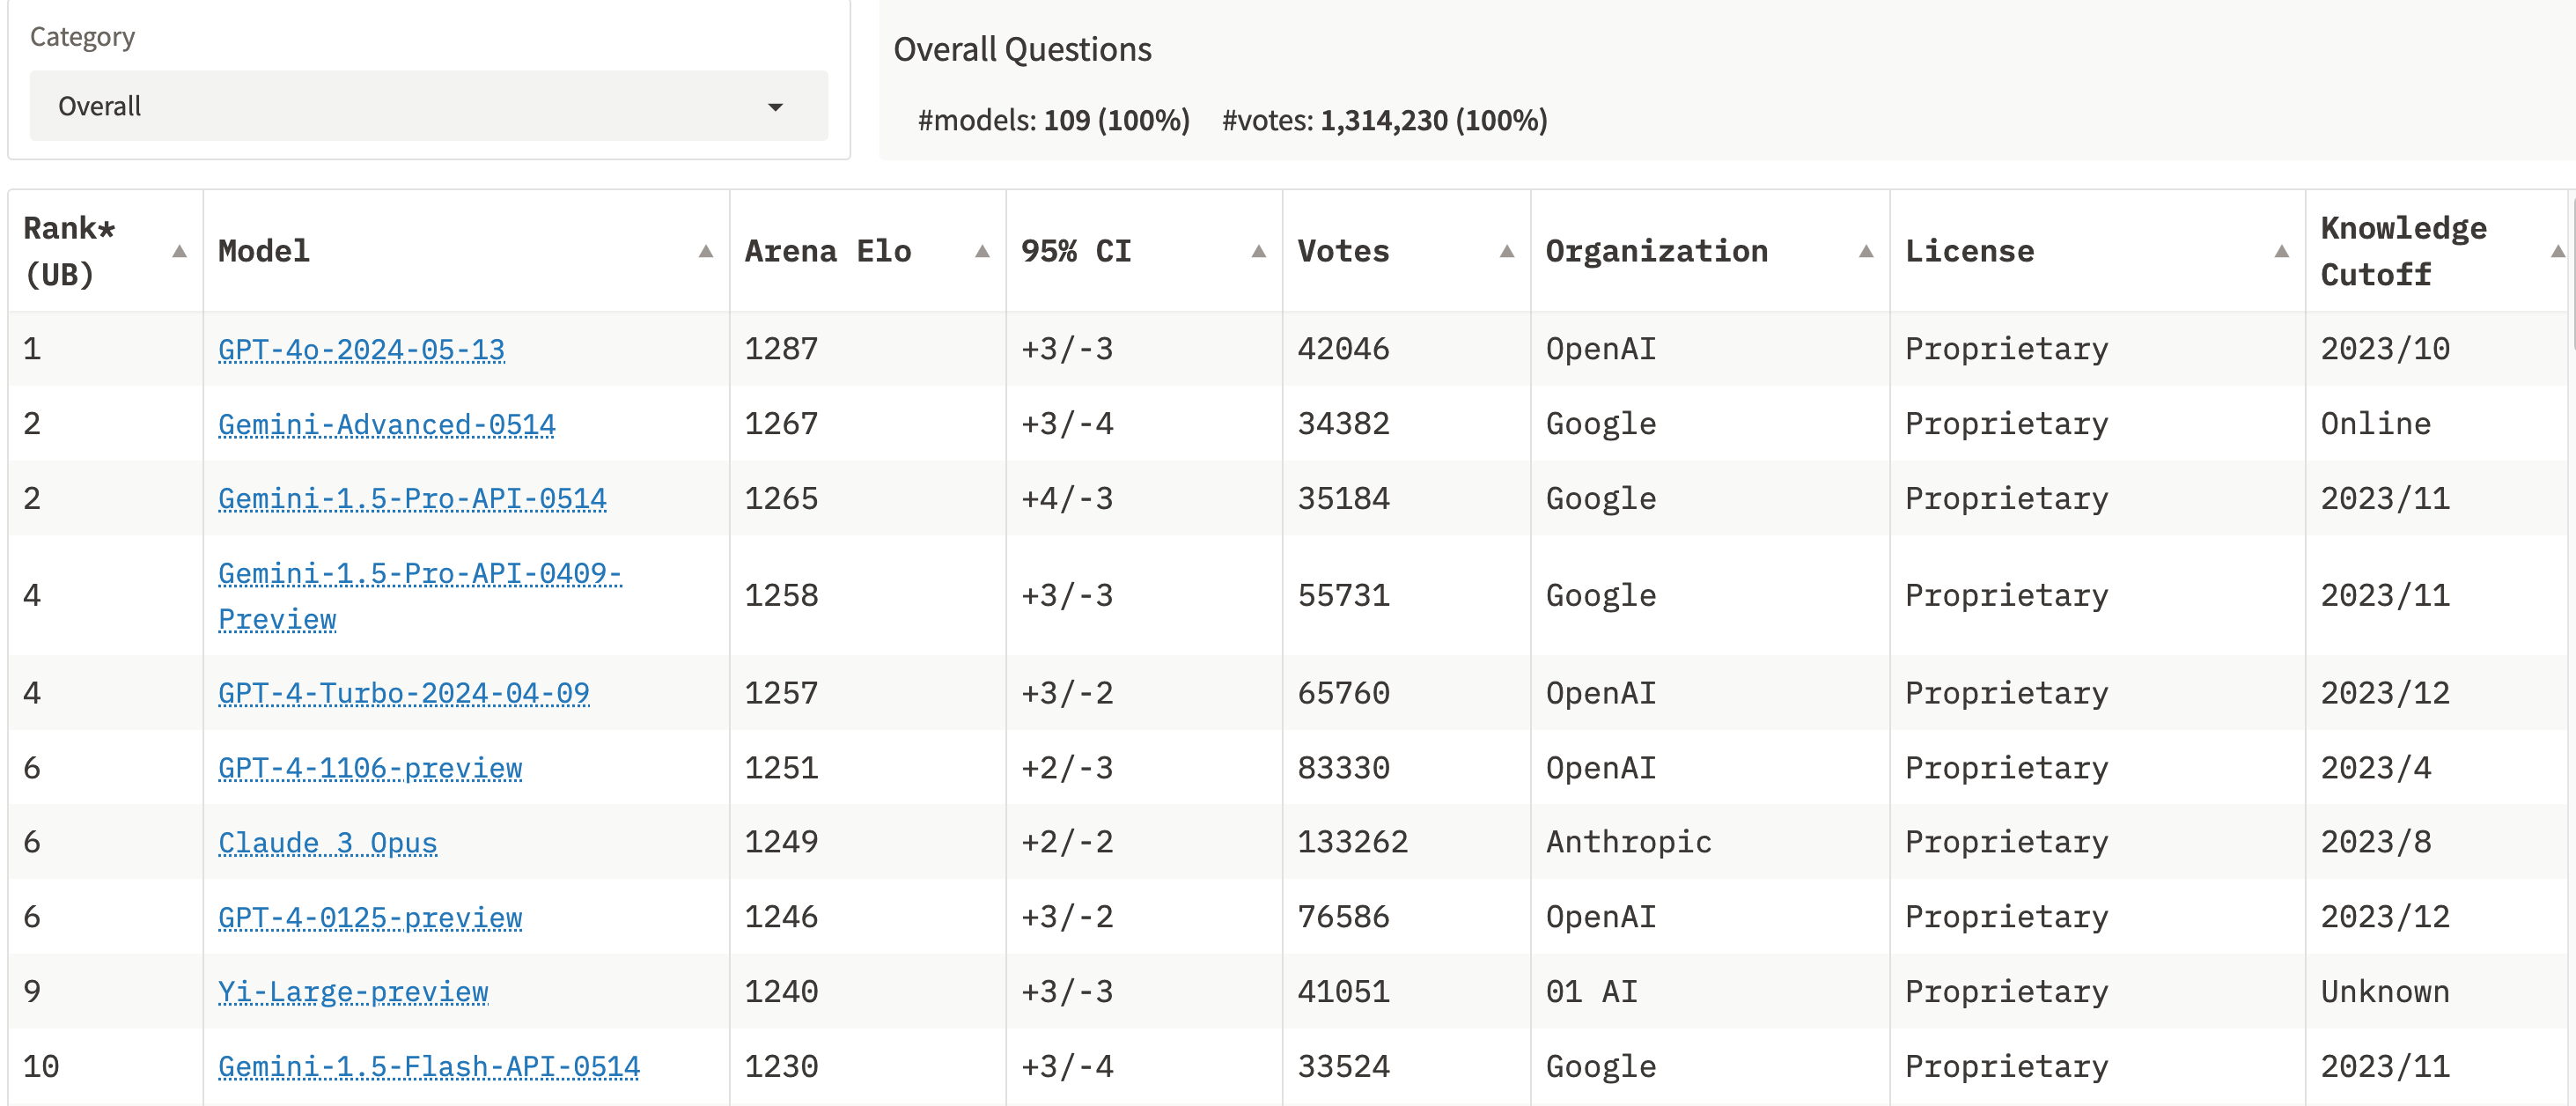 Category
Overall
Overall Questions
#models: 109 (100%) #votes: 1,314,230 (100%)
Rank* (UB) Model Arena Elo 95% CI Votes Organization License Knowledge Cutoff
1 GPT-4o-2024-05-13 1287 +3/-3 42046 OpenAI Proprietary 2023/10
2 Gemini-Advanced-0514 1267 +3/-4 34382 Google Proprietary Online
2 Gemini-1.5-Pro-API-0514 1265 +4/-3 35184 Google Proprietary 2023/11
4 Gemini-1.5-Pro-API-0409-Preview 1258 +3/-3 55731 Google Proprietary 2023/11
4 GPT-4-Turbo-2024-04-09 1257 +3/-2 65760 OpenAI Proprietary 2023/12
6 GPT-4-1106-preview 1251 +2/-3 83330 OpenAI Proprietary 2023/4
6 Claude 3 Opus 1249 +2/-2 133262 Anthropic Proprietary 2023/8
6 GPT-4-0125-preview 1246 +3/-2 76586 OpenAI Proprietary 2023/12
9 Yi-Large-preview 1240 +3/-3 41051 01 AI Proprietary Unknown
10 Gemini-1.5-Flash-API-0514 1230 +3/-4 33524 Google Proprietary 2023/11